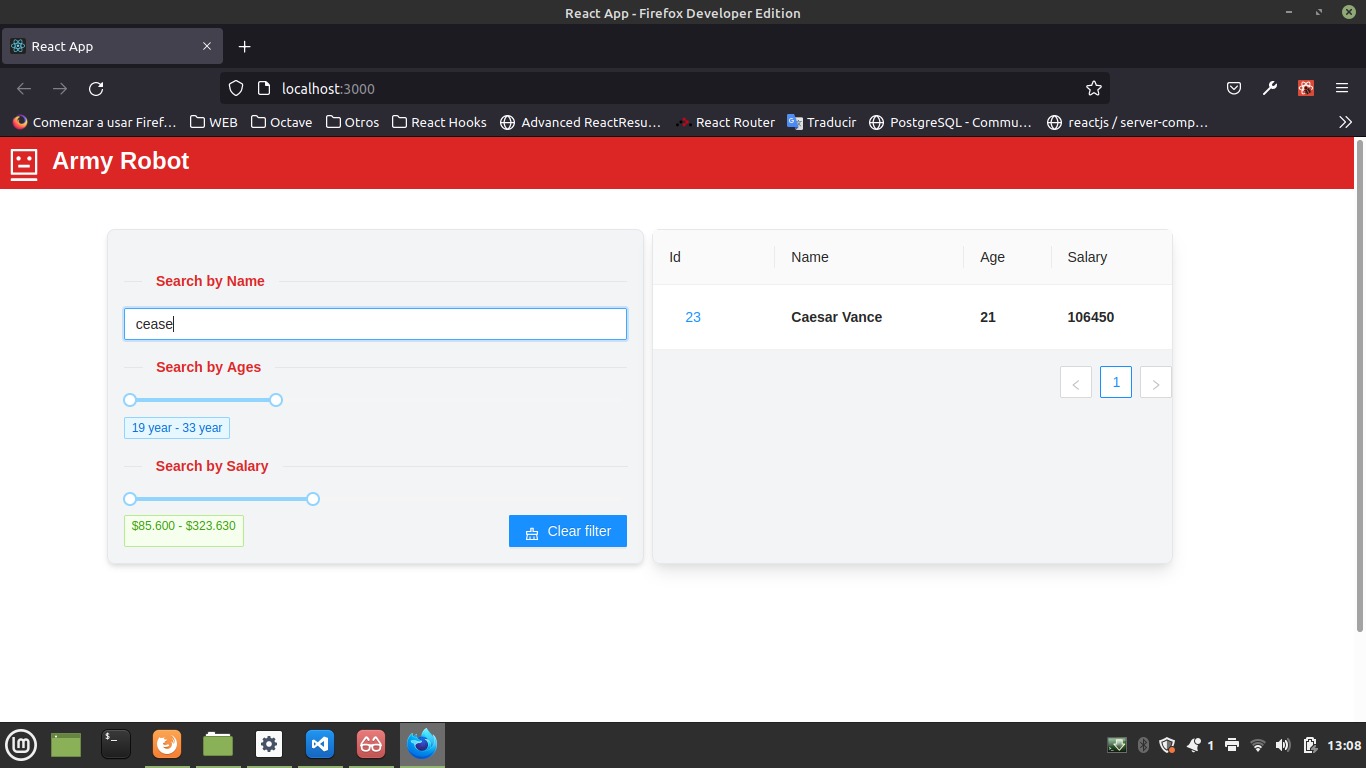 React App - Firefox Developer Edition
React App
localhost:3000
Comenzar a usar Firef… WEB Octave Otros React Hooks Advanced ReactResu… React Router Traducir PostgreSQL - Commu… reactjs / server-comp…
Army Robot
Search by Name
cease
Search by Ages
19 year - 33 year
Search by Salary
$85.600 - $323.630
Clear filter
Id Name Age Salary
23 Caesar Vance 21 106450
< 1 >
$_
1 13:08